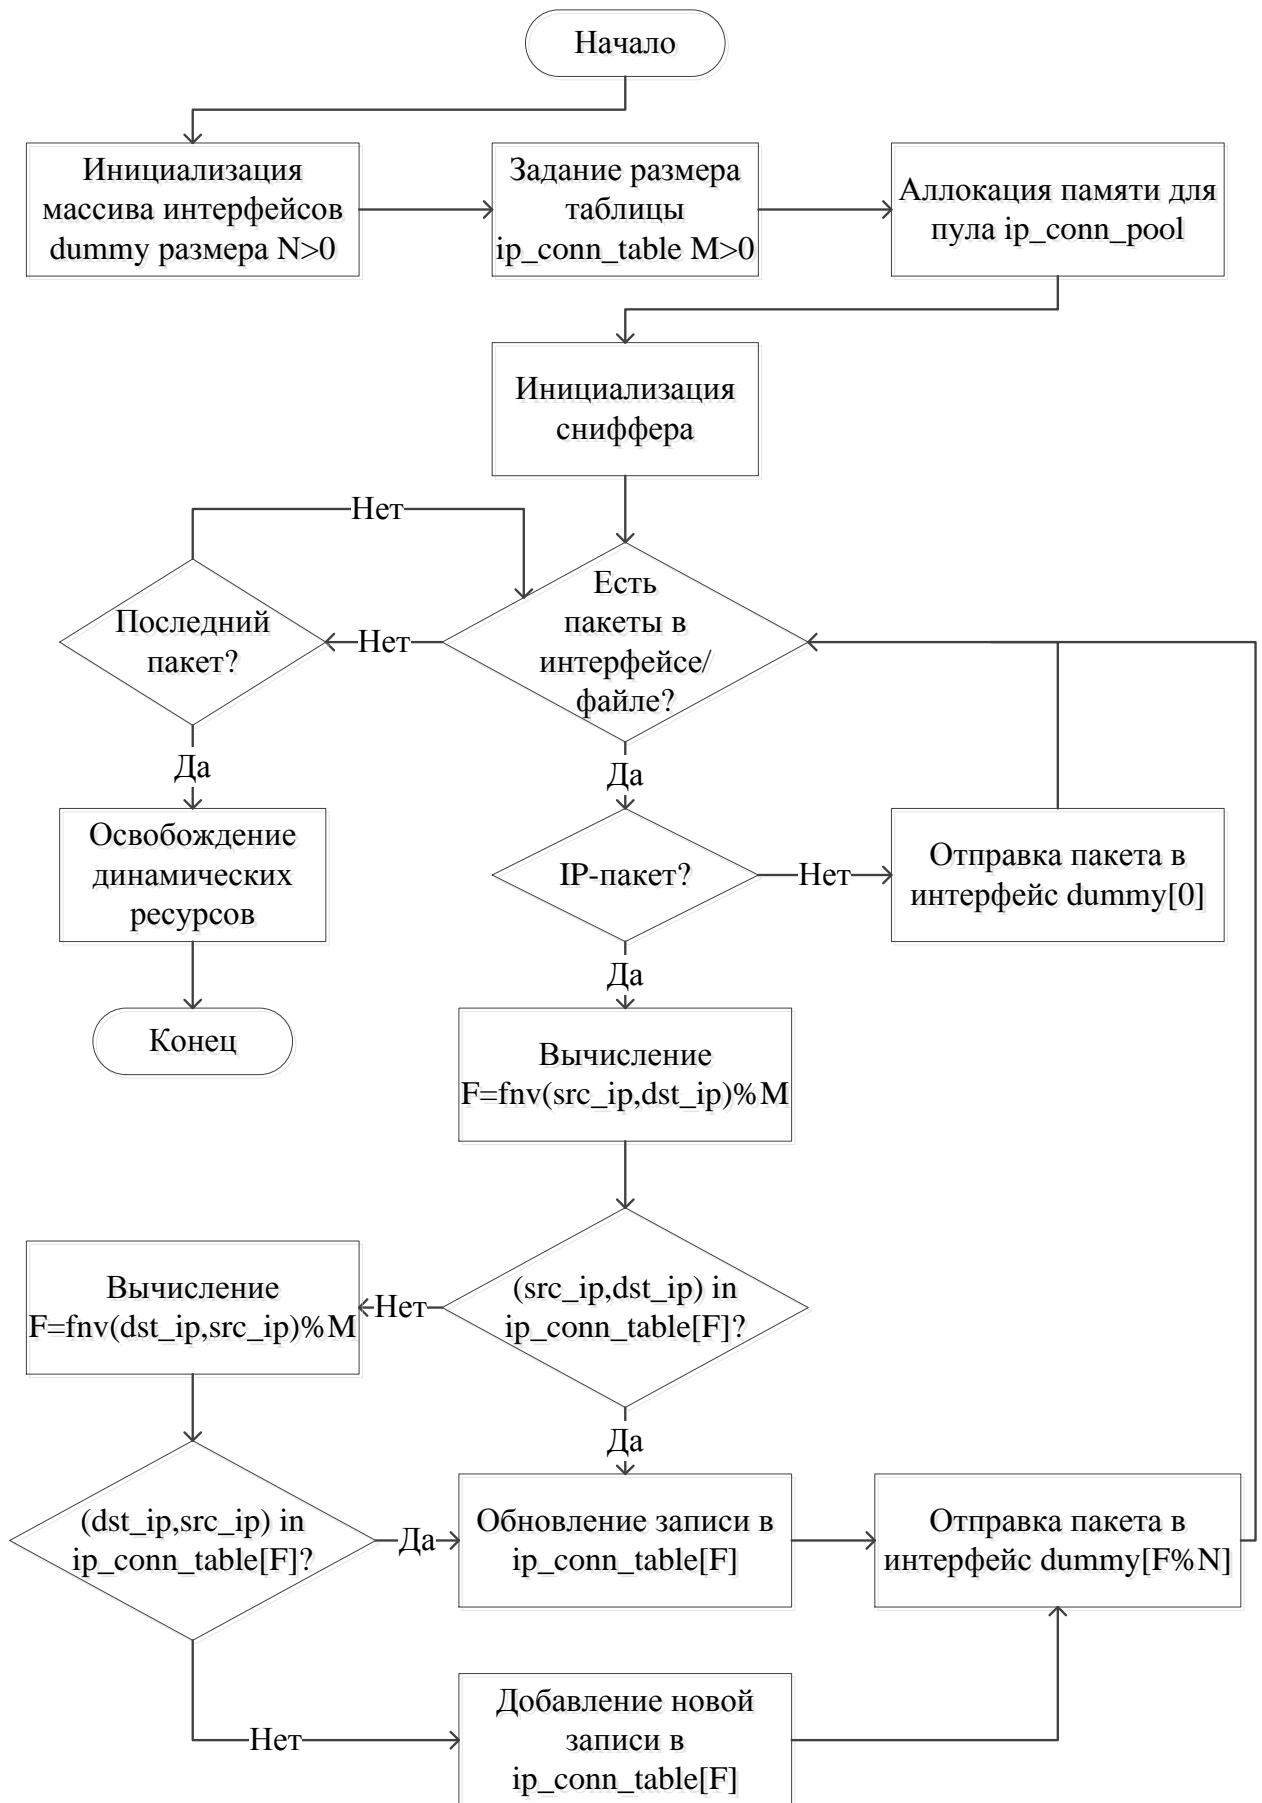 Начало
Инициализация
массива интерфейсов
dummy размера N>0
Задание размера
таблицы
ip_conn_table M>0
Аллокация памяти для
пула ip_conn_pool
Инициализация
сниффера
Нет
Последний
пакет?
Нет
Есть
пакеты в
интерфейсе/
файле?
Да
Да
Освобождение
динамических
ресурсов
IP-пакет?
Нет
Отправка пакета в
интерфейс dummy[0]
Да
Конец
Вычисление
F=fnv(src_ip,dst_ip)%M
Вычисление
F=fnv(dst_ip,src_ip)%M
Нет
(src_ip,dst_ip) in
ip_conn_table[F]?
Да
(dst_ip,src_ip) in
ip_conn_table[F]?
Да
Обновление записи в
ip_conn_table[F]
Отправка пакета в
интерфейс dummy[F%N]
Нет
Добавление новой
записи в
ip_conn_table[F]